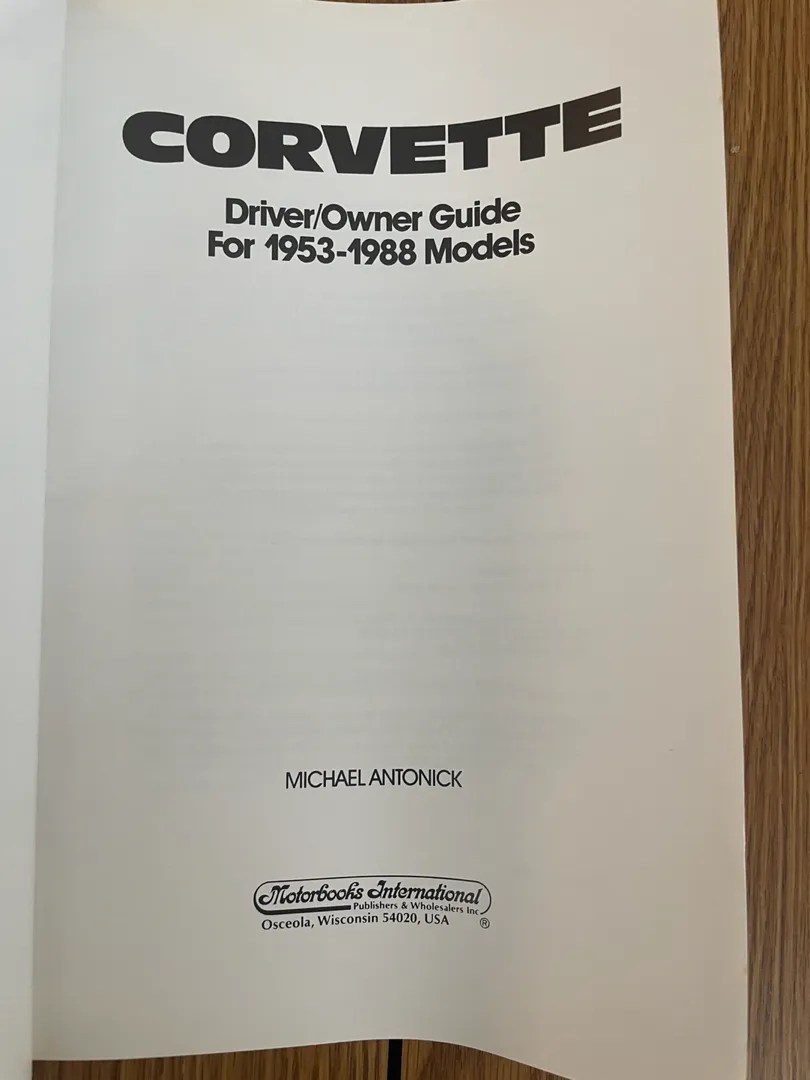 CORVETTE
Driver/Owner Guide
For 1953-1988 Models
MICHAEL ANTONICK
Motorbooks International
Publishers & Wholesalers Inc
Osceola, Wisconsin 54020, USA ®